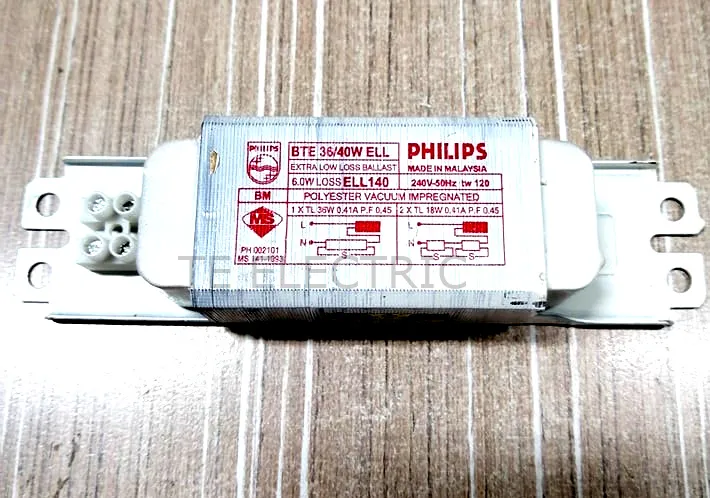 PHILIPS
BTE 36/40W ELL
EXTRA LOW LOSS BALLAST
6.0W LOSS ELL140
PHILIPS
MADE IN MALAYSIA
240V-50Hz tw 120
BM
POLYESTER VACUUM IMPREGNATED
MS
PH 002101
MS 141-1993
1 X TL 36W 0.41A P.F 0.45
L
N
S
2 X TL 18W 0.41A P.F 0.45
L
N
S S
TF ELECTRIC